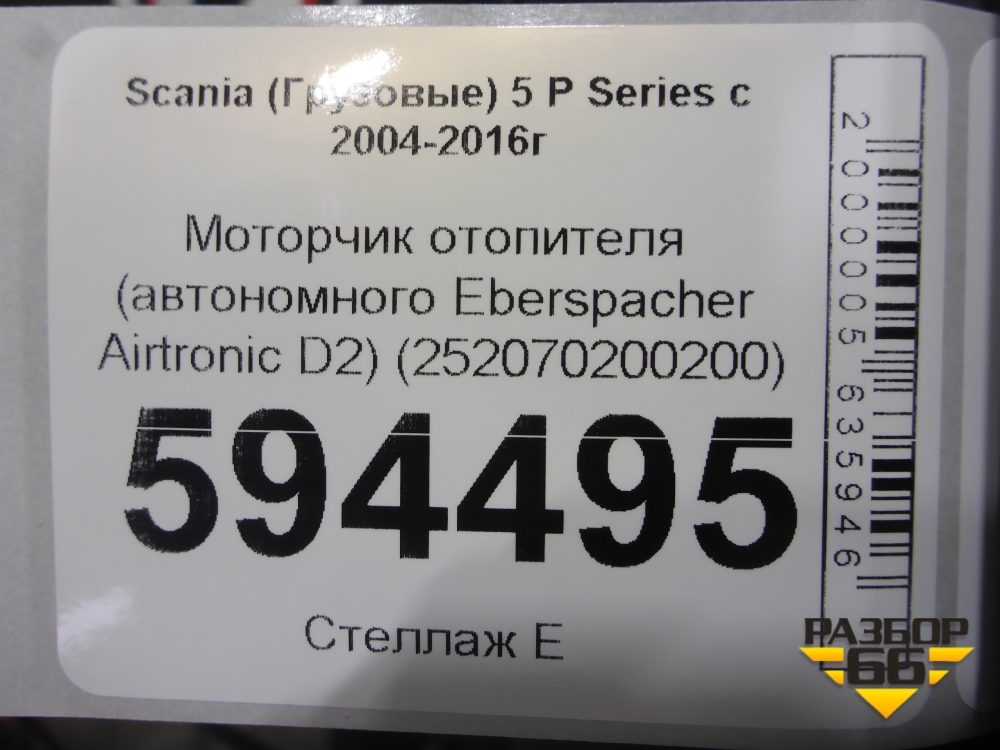 Scania (Грузовые) 5 P Series с
2004-2016г
Моторчик отопителя
(автономного Eberspacher
Airtronic D2) (252070200200)
594495
Стеллаж Е
2000005635946
РАЗБОР
66